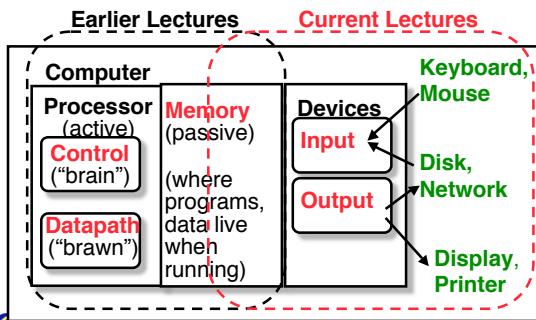 Earlier Lectures
Current Lectures
Computer
Processor
(active)
Control
("brain")
Datapath
("brawn")
Memory
(passive)
(where
programs,
data live
when
running)
Devices
Input
Output
Keyboard,
Mouse
Disk,
Network
Display,
Printer